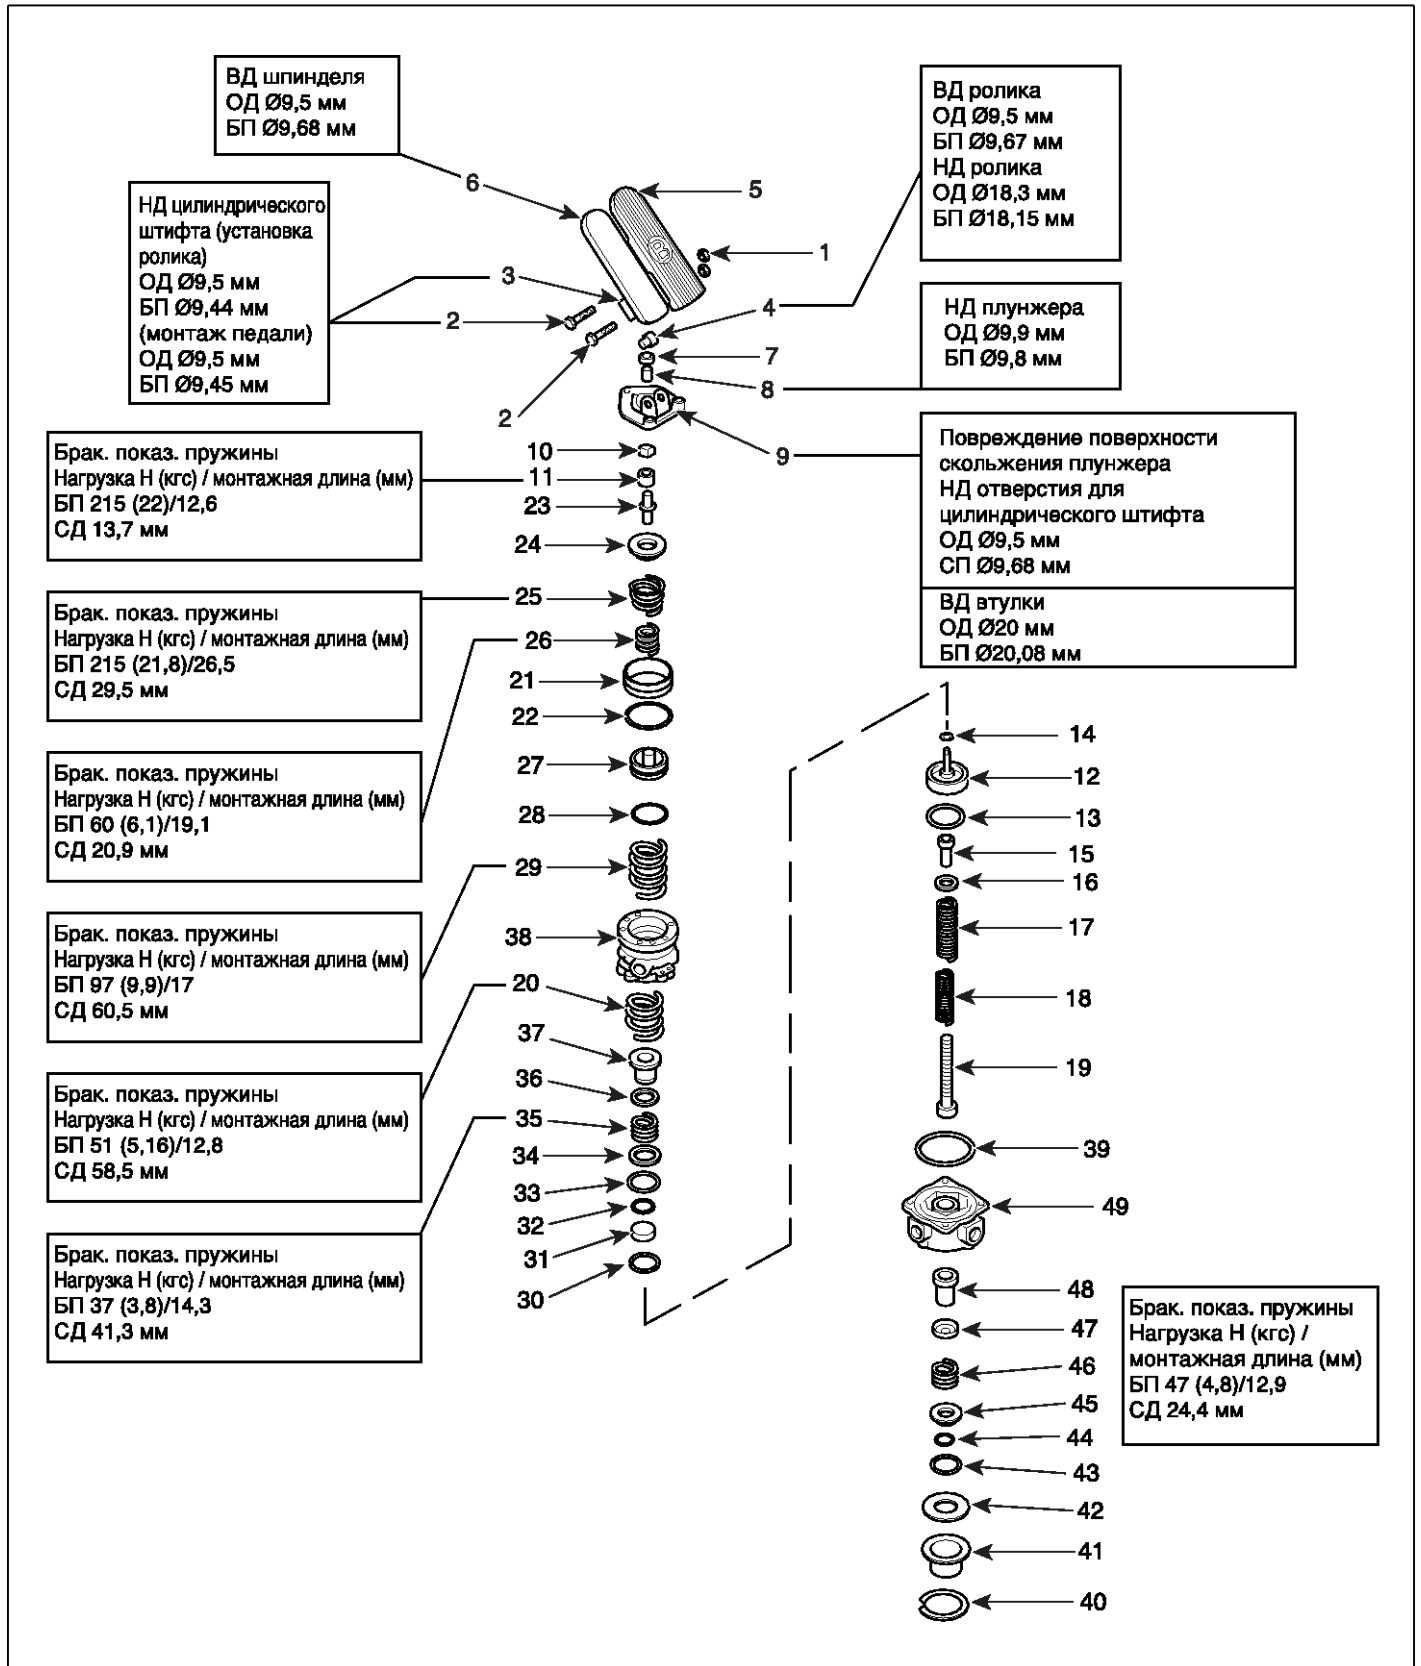 ВД шпинделя
ОД Ø9,5 мм
БП Ø9,68 мм
ВД ролика
ОД Ø9,5 мм
БП Ø9,67 мм
НД ролика
ОД Ø18,3 мм
БП Ø18,15 мм
6
5
НД цилиндрического
штифта (установка
ролика)
ОД Ø9,5 мм
БП Ø9,44 мм
(монтаж педали)
ОД Ø9,5 мм
БП Ø9,45 мм
1
3
4
2
7
8
2
НД плунжера
ОД Ø9,9 мм
БП Ø9,8 мм
9
Повреждение поверхности
скольжения плунжера
НД отверстия для
цилиндрического штифта
ОД Ø9,5 мм
СП Ø9,68 мм
ВД втулки
ОД Ø20 мм
БП Ø20,08 мм
Брак. показ. пружины
Нагрузка Н (кгс) / монтажная длина (мм)
БП 215 (22)/12,6
СД 13,7 мм
10
11
23
24
Брак. показ. пружины
Нагрузка Н (кгс) / монтажная длина (мм)
БП 215 (21,8)/26,5
СД 29,5 мм
25
26
21
22
Брак. показ. пружины
Нагрузка Н (кгс) / монтажная длина (мм)
БП 60 (6,1)/19,1
СД 20,9 мм
27
28
29
Брак. показ. пружины
Нагрузка Н (кгс) / монтажная длина (мм)
БП 97 (9,9)/17
СД 60,5 мм
38
20
Брак. показ. пружины
Нагрузка Н (кгс) / монтажная длина (мм)
БП 51 (5,16)/12,8
СД 58,5 мм
37
36
35
34
33
32
31
30
Брак. показ. пружины
Нагрузка Н (кгс) / монтажная длина (мм)
БП 37 (3,8)/14,3
СД 41,3 мм
14
12
13
15
16
17
18
19
39
49
48
47
46
45
44
43
42
41
40
Брак. показ. пружины
Нагрузка Н (кгс) /
монтажная длина (мм)
БП 47 (4,8)/12,9
СД 24,4 мм